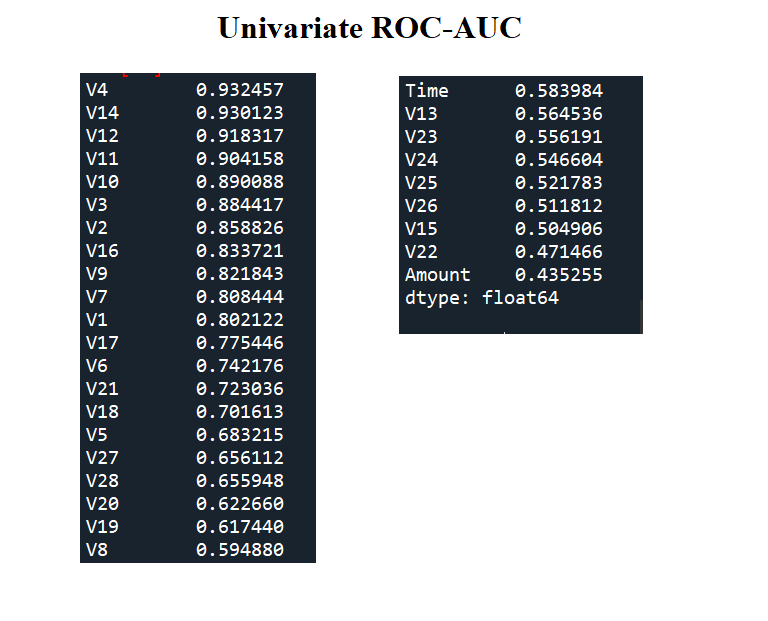 Univariate ROC-AUC
V4 0.932457
V14 0.930123
V12 0.918317
V11 0.904158
V10 0.890088
V3 0.884417
V2 0.858826
V16 0.833721
V9 0.821843
V7 0.808444
V1 0.802122
V17 0.775446
V6 0.742176
V21 0.723036
V18 0.701613
V5 0.683215
V27 0.656112
V28 0.655948
V20 0.622660
V19 0.617440
V8 0.594880
Time 0.583984
V13 0.564536
V23 0.556191
V24 0.546604
V25 0.521783
V26 0.511812
V15 0.504906
V22 0.471466
Amount 0.435255
dtype: float64